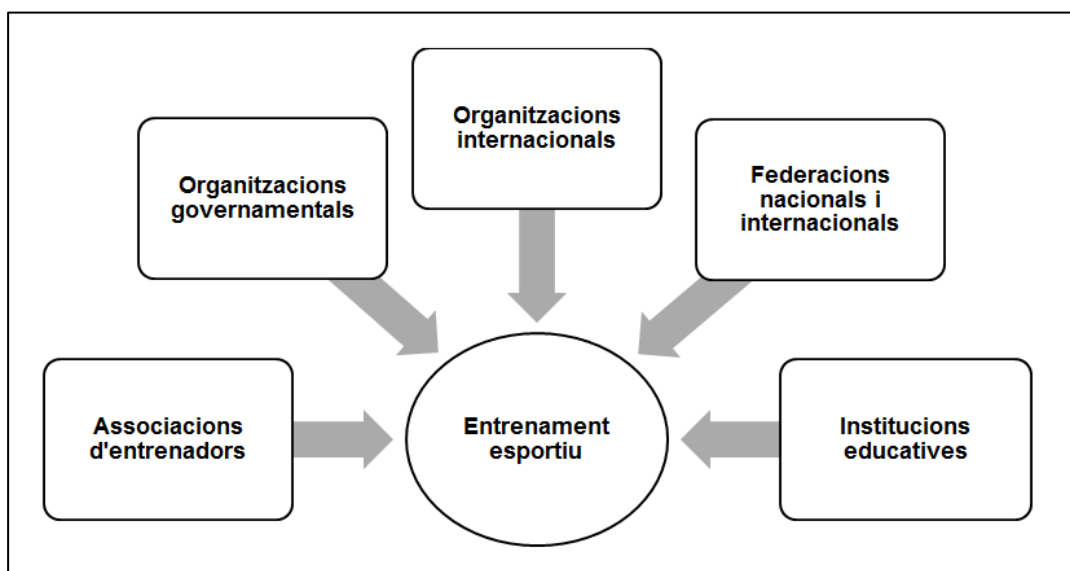 Organitzacions
internacionals
Organitzacions
governamentals
Federacions
nacionals i
internacionals
Associacions
d'entrenadors
Entrenament
esportiu
Institucions
educatives